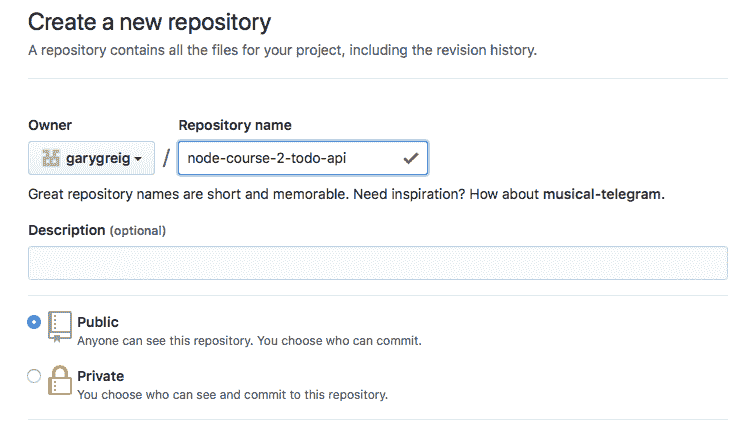 Create a new repository
A repository contains all the files for your project, including the revision history.
Owner Repository name
garygreig / node-course-2-todo-api
Great repository names are short and memorable. Need inspiration? How about musical-telegram.
Description (optional)
Public
Anyone can see this repository. You choose who can commit.
Private
You choose who can see and commit to this repository.